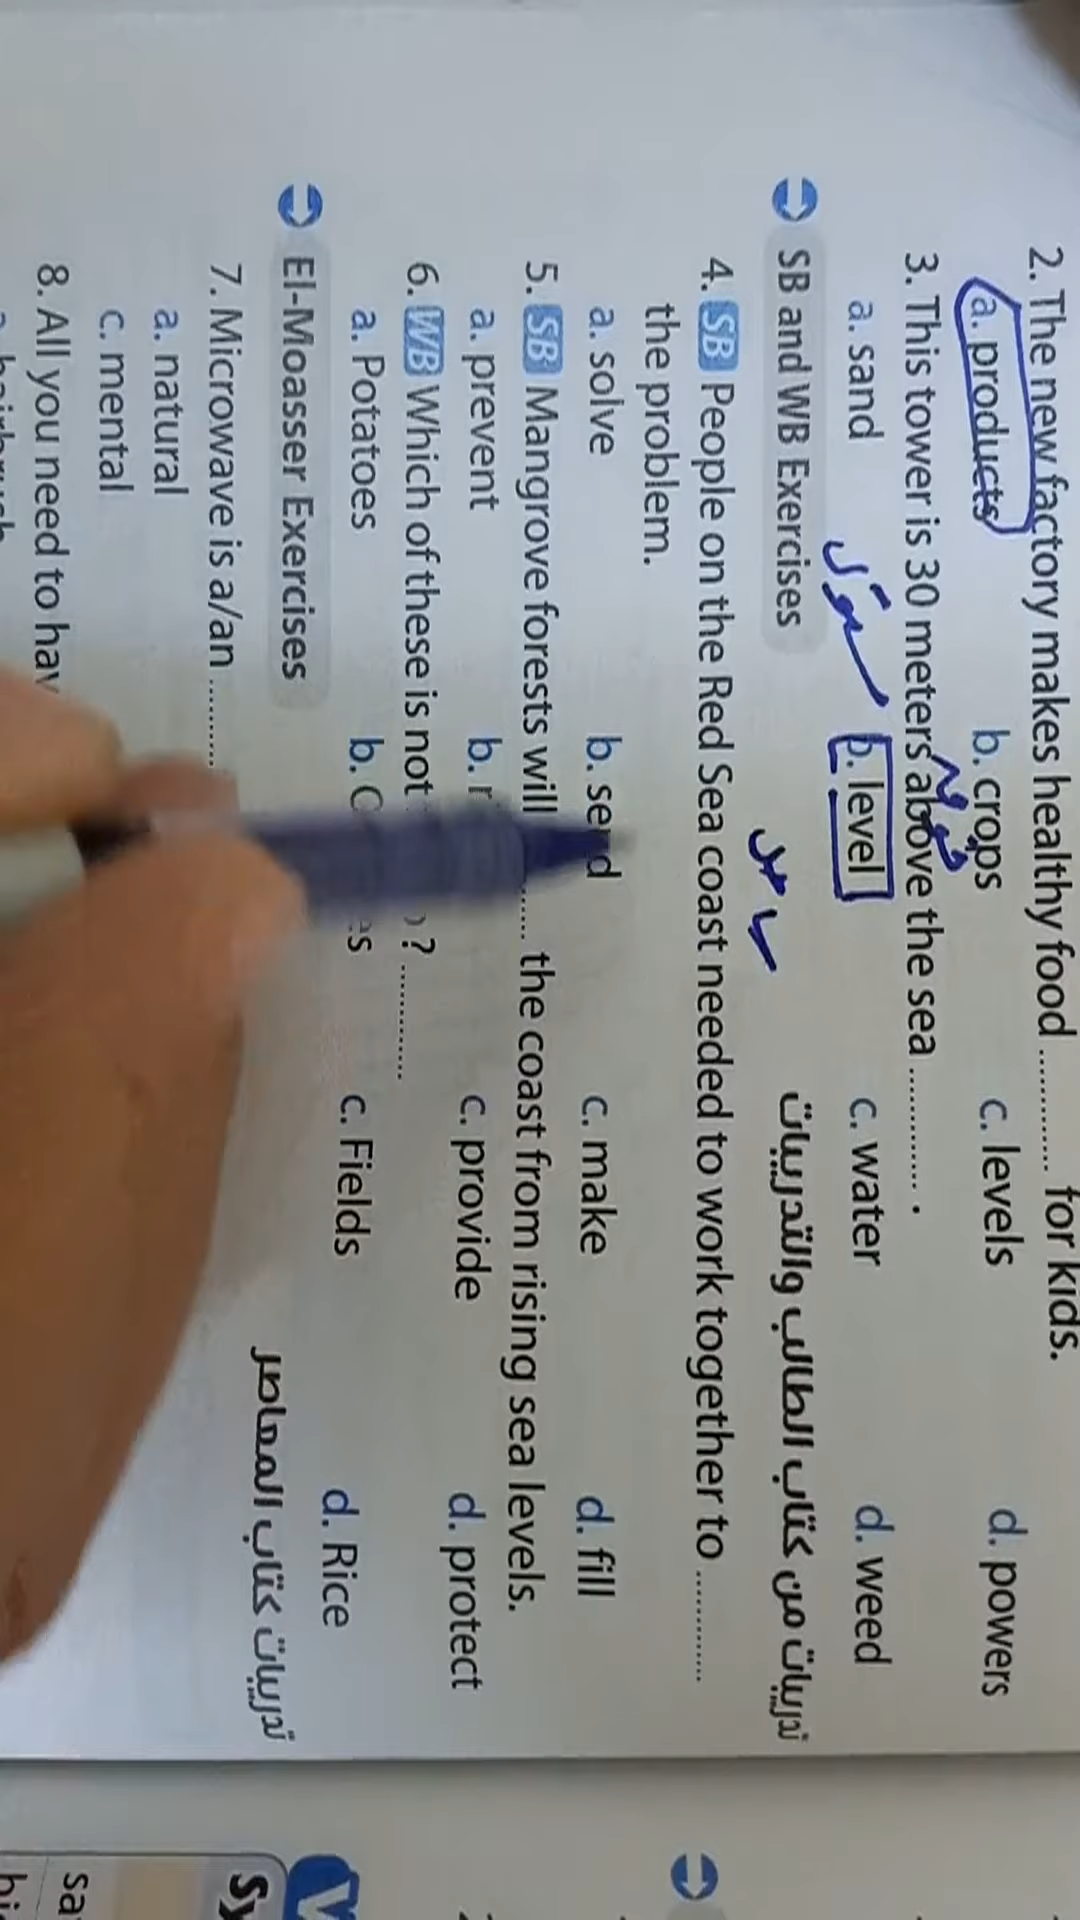 2. The new factory makes healthy food ........... for kids.
a. products b. crops c. levels d. powers
3. This tower is 30 meters above the sea ........... .
فوق
a. sand b. level c. water d. weed
SB and WB Exercises تدريبات من كتاب الطالب والتدريبات
4. SB People on the Red Sea coast needed to work together to ...........
the problem.
a. solve b. send c. make d. fill
5. SB Mangrove forests will ...... the coast from rising sea levels.
a. prevent b. c. provide d. protect
6. WB Which of these is not ? ...........
a. Potatoes b. c. Fields d. Rice
El-Moasser Exercises تدريبات كتاب المعاصر
7. Microwave is a/an .........
a. natural
c. mental
8. All you need to hav